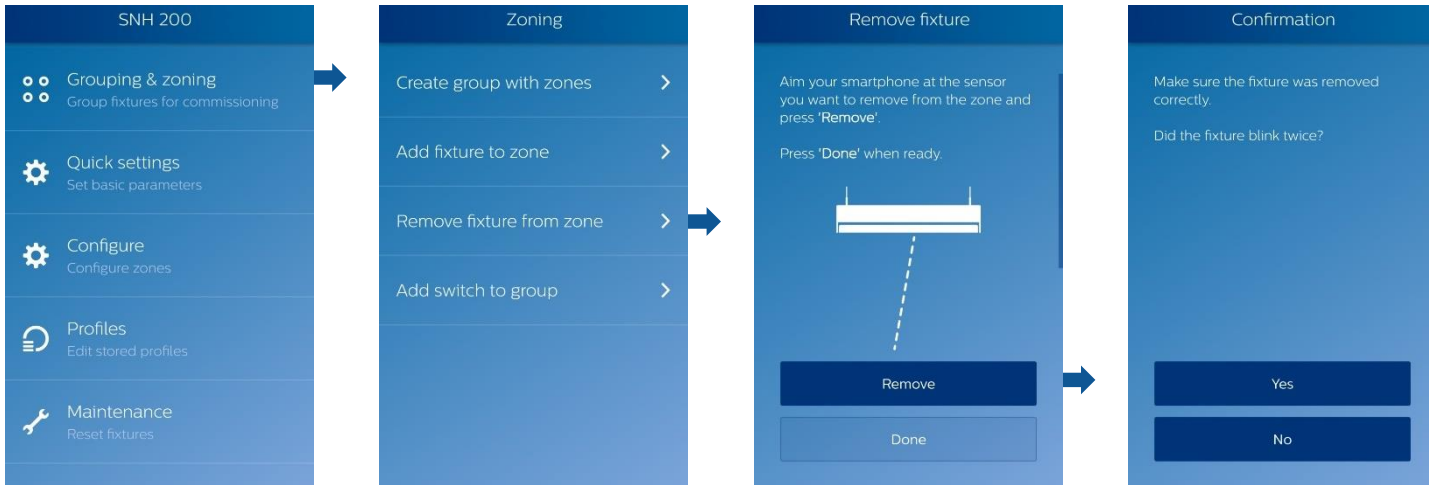 SNH 200
Grouping & zoning
Group fixtures for commissioning
Quick settings
Set basic parameters
Configure
Configure zones
Profiles
Edit stored profiles
Maintenance
Reset fixtures
Zoning
Create group with zones
Add fixture to zone
Remove fixture from zone
Add switch to group
Remove fixture
Aim your smartphone at the sensor
you want to remove from the zone and
press 'Remove'.
Press 'Done' when ready.
Remove
Done
Confirmation
Make sure the fixture was removed
correctly.
Did the fixture blink twice?
Yes
No